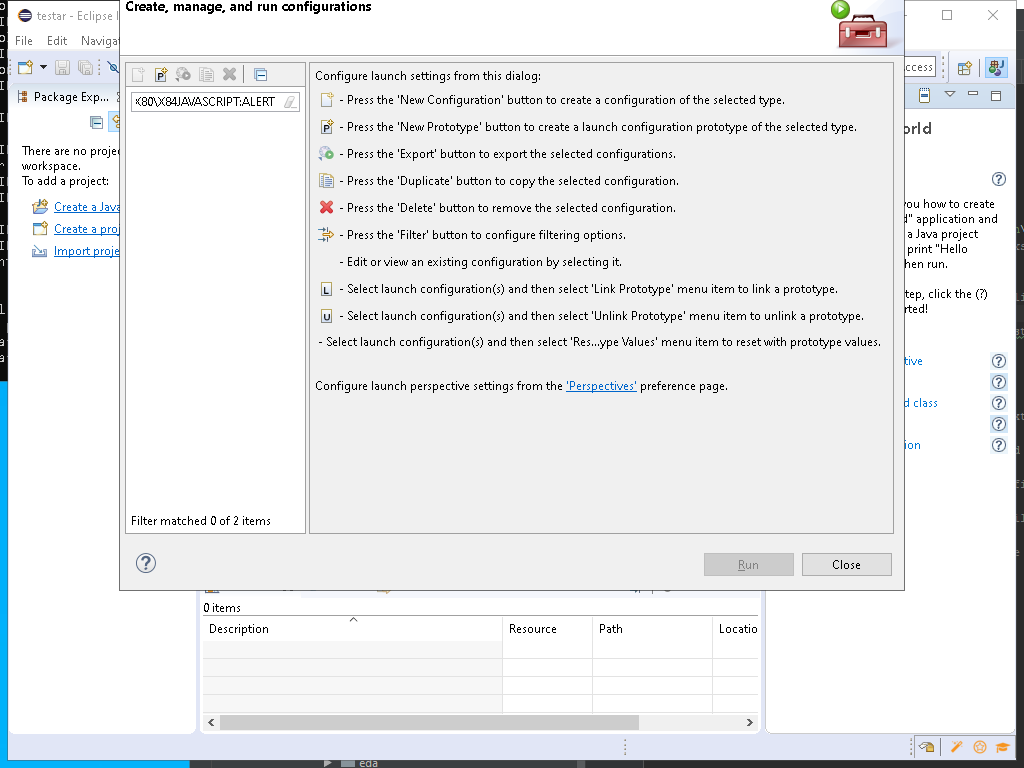 Create, manage, and run configurations
testar - Eclipse I
File Edit Navigat
cess
Package Exp...
There are no projec
workspace.
To add a project:
Create a Java
Create a proj
Import proje
X80\X84JAVASCRIPT:ALERT
Filter matched 0 of 2 items
Configure launch settings from this dialog:
- Press the 'New Configuration' button to create a configuration of the selected type.
- Press the 'New Prototype' button to create a launch configuration prototype of the selected type.
- Press the 'Export' button to export the selected configurations.
- Press the 'Duplicate' button to copy the selected configuration.
- Press the 'Delete' button to remove the selected configuration.
- Press the 'Filter' button to configure filtering options.
- Edit or view an existing configuration by selecting it.
L - Select launch configuration(s) and then select 'Link Prototype' menu item to link a prototype.
U - Select launch configuration(s) and then select 'Unlink Prototype' menu item to unlink a prototype.
- Select launch configuration(s) and then select 'Res...ype Values' menu item to reset with prototype values.
Configure launch perspective settings from the 'Perspectives' preference page.
Run
Close
orld
you how to create
d" application and
a Java project
print "Hello
hen run.
tep, click the (?)
rted!
tive
d class
ion
0 items
Description Resource Path Locatio
eda